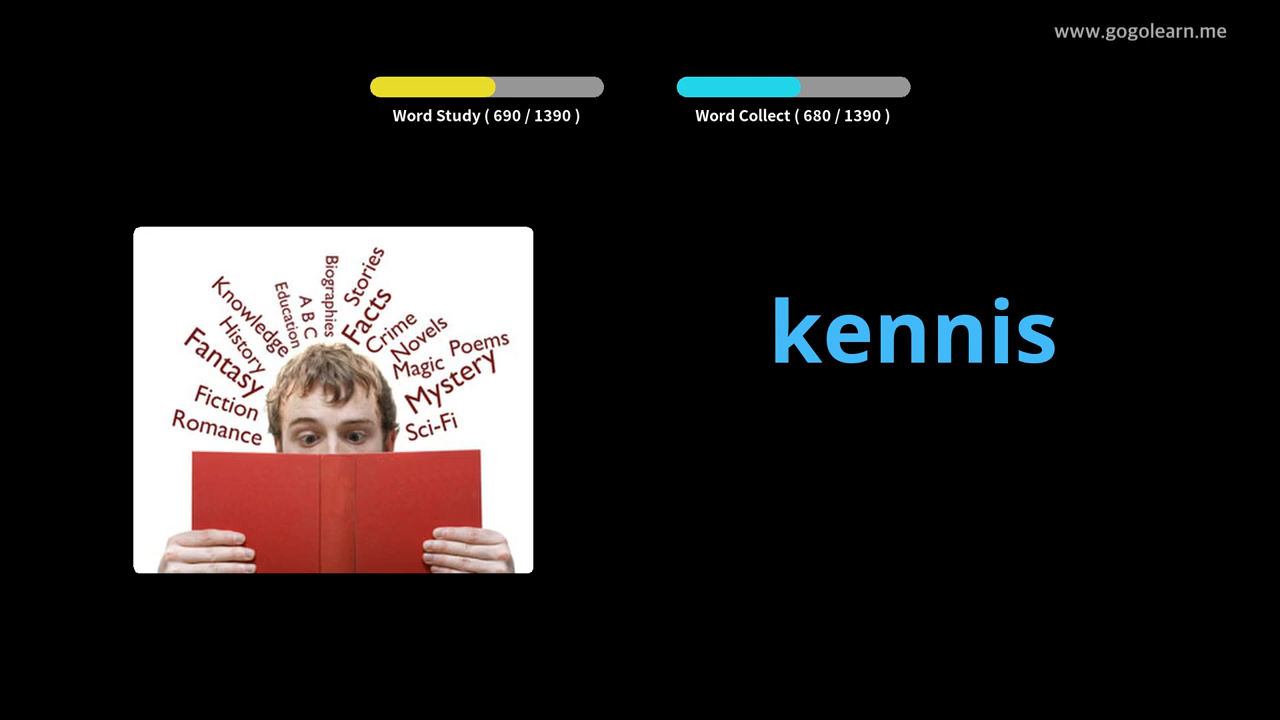 www.gogolearn.me
Word Study ( 690 / 1390 )
Word Collect ( 680 / 1390 )
Knowledge
Education
A B C
Biographies
Stories
Facts
Crime
Novels
Poems
History
Fantasy
Magic
Mystery
Fiction
Romance
Sci-Fi
kennis